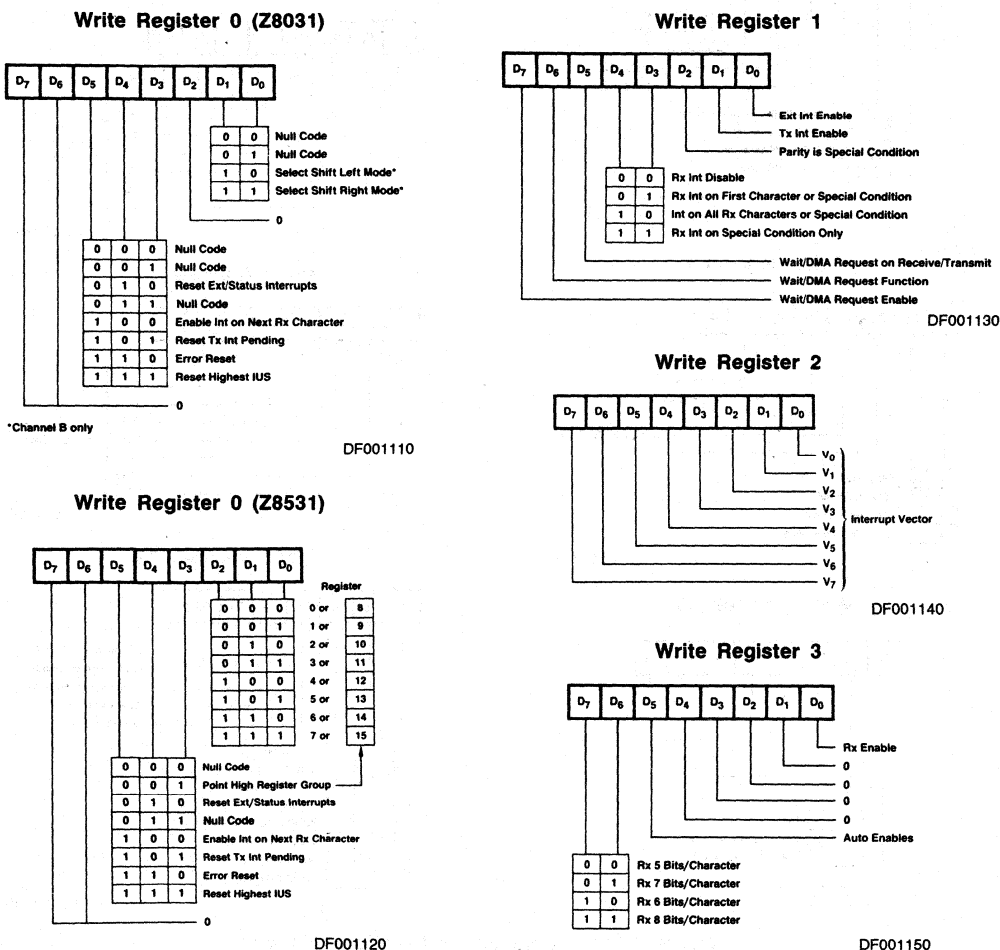 Write Register 0 (Z8031)
D7 D6 D5 D4 D3 D2 D1 D0
0 0 Null Code
0 1 Null Code
1 0 Select Shift Left Mode*
1 1 Select Shift Right Mode*
0
0 0 0 Null Code
0 0 1 Null Code
0 1 0 Reset Ext/Status Interrupts
0 1 1 Null Code
1 0 0 Enable Int on Next Rx Character
1 0 1 Reset Tx Int Pending
1 1 0 Error Reset
1 1 1 Reset Highest IUS
0
*Channel B only
DF001110
Write Register 0 (Z8531)
D7 D6 D5 D4 D3 D2 D1 D0
Register
0 0 0 0 or 8
0 0 1 1 or 9
0 1 0 2 or 10
0 1 1 3 or 11
1 0 0 4 or 12
1 0 1 5 or 13
1 1 0 6 or 14
1 1 1 7 or 15
0 0 0 Null Code
0 0 1 Point High Register Group
0 1 0 Reset Ext/Status Interrupts
0 1 1 Null Code
1 0 0 Enable Int on Next Rx Character
1 0 1 Reset Tx Int Pending
1 1 0 Error Reset
1 1 1 Reset Highest IUS
0
DF001120
Write Register 1
D7 D6 D5 D4 D3 D2 D1 D0
Ext Int Enable
Tx Int Enable
Parity is Special Condition
0 0 Rx Int Disable
0 1 Rx Int on First Character or Special Condition
1 0 Int on All Rx Characters or Special Condition
1 1 Rx Int on Special Condition Only
Wait/DMA Request on Receive/Transmit
Wait/DMA Request Function
Wait/DMA Request Enable
DF001130
Write Register 2
D7 D6 D5 D4 D3 D2 D1 D0
V0
V1
V2
V3
V4
V5
V6
V7
Interrupt Vector
DF001140
Write Register 3
D7 D6 D5 D4 D3 D2 D1 D0
Rx Enable
0
0
0
0
Auto Enables
0 0 Rx 5 Bits/Character
0 1 Rx 7 Bits/Character
1 0 Rx 6 Bits/Character
1 1 Rx 8 Bits/Character
DF001150